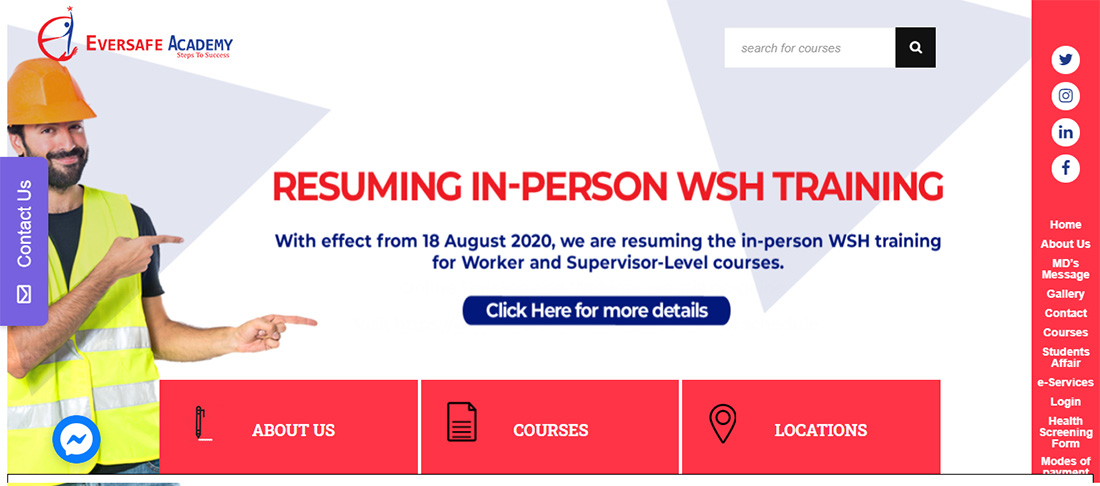 EVERSAFE ACADEMY
Steps To Success
search for courses
Contact Us
RESUMING IN-PERSON WSH TRAINING
With effect from 18 August 2020, we are resuming the in-person WSH training
for Worker and Supervisor-Level courses.
Click Here for more details
ABOUT US
COURSES
LOCATIONS
Home
About Us
MD's
Message
Gallery
Contact
Courses
Students
Affair
e-Services
Login
Health
Screening
Form
Modes of
payment